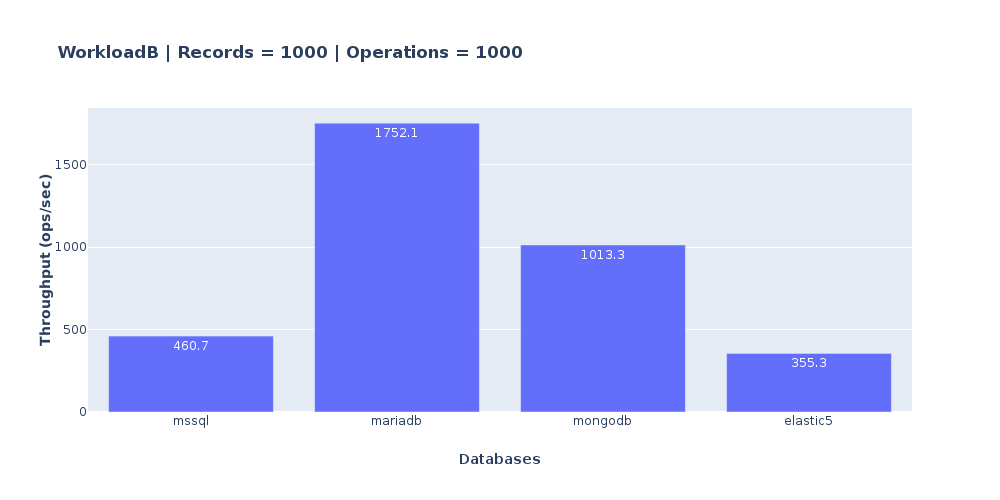 WorkloadB | Records = 1000 | Operations = 1000
Throughput (ops/sec)
1500
1000
500
0
460.7
1752.1
1013.3
355.3
mssql
mariadb
mongodb
elastic5
Databases